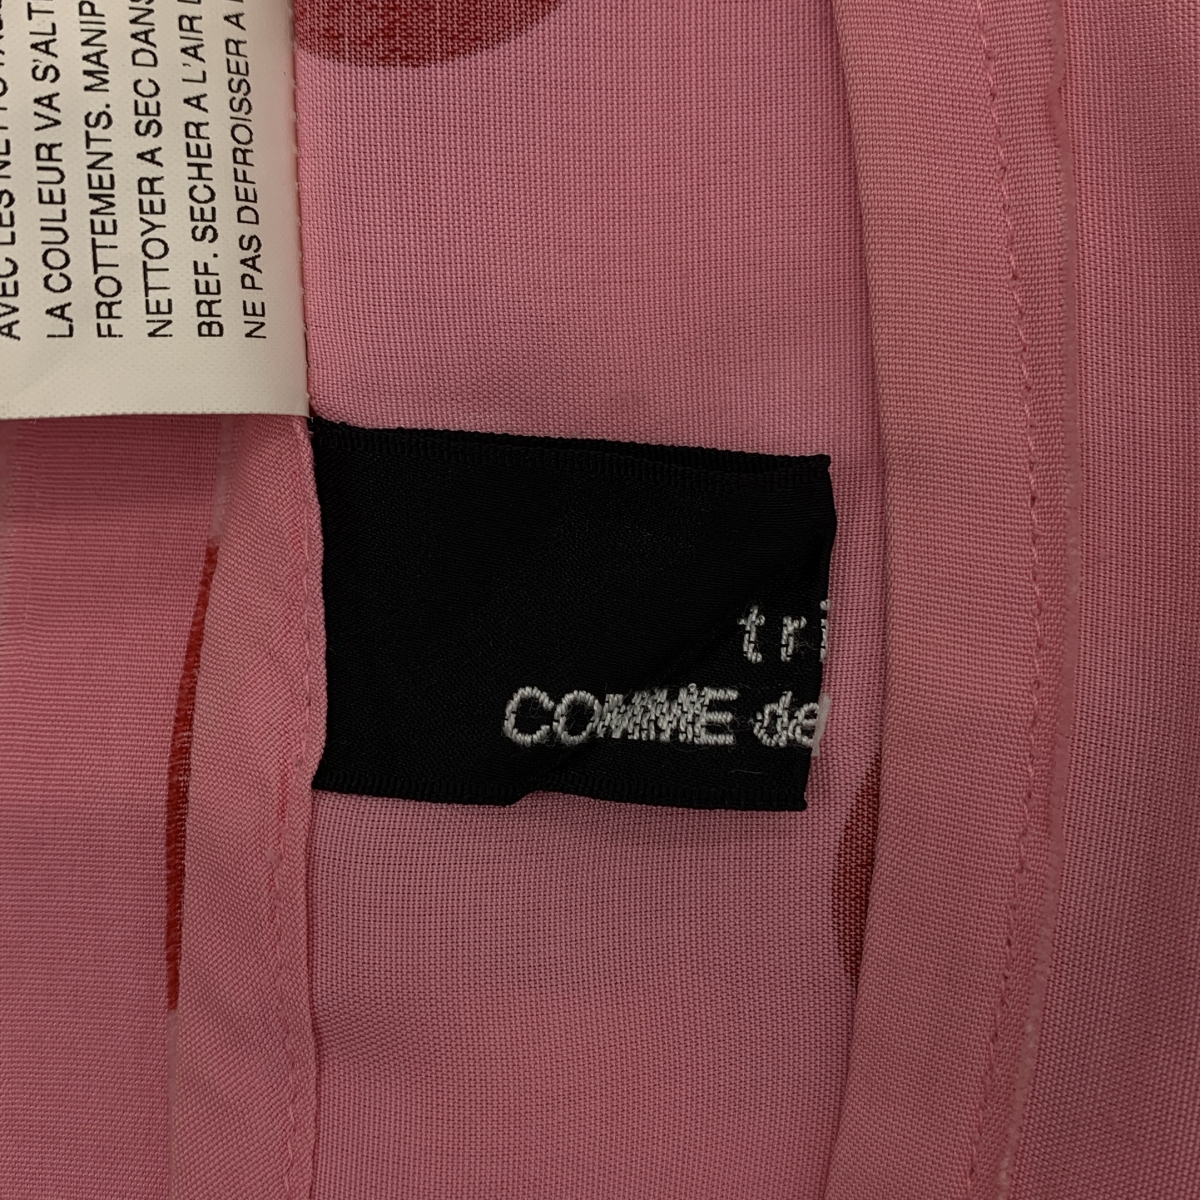 AVEC LES
LA COULEUR VA S'ALT
FROTTEMENTS. MANIP
NETTOYER A SEC DANS
BREF. SECHER A L'AIR
NE PAS DEFROISSER A
tri
COMME de